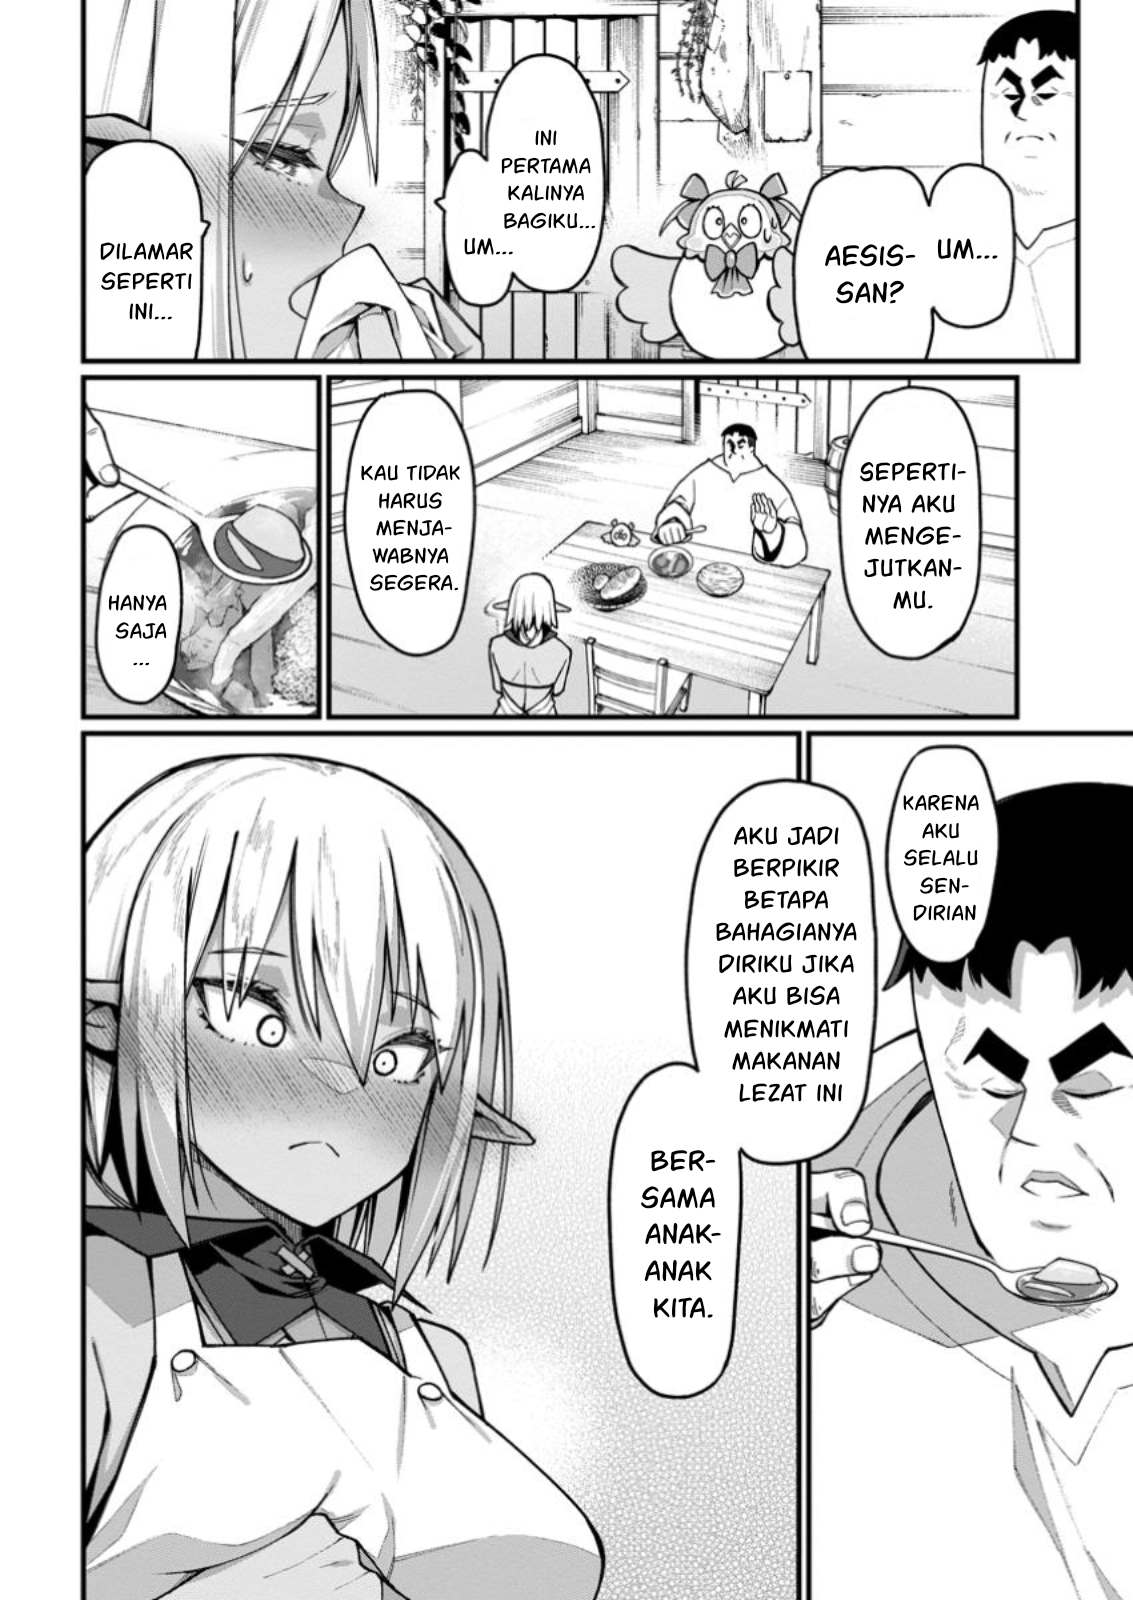 UM...
AESIS-
SAN?
INI
PERTAMA
KALINYA
BAGIKU...
UM...
DILAMAR
SEPERTI
INI...
SEPERTI-
NYA AKU
MENGE-
JUTKAN-
MU.
KAU TIDAK
HARUS
MENJA-
WABNYA
SEGERA.
HANYA
SAJA
...
KARENA
AKU
SELALU
SEN-
DIRIAN
AKU JADI
BERPIKIR
BETAPA
BAHAGIANYA
DIRIKU JIKA
AKU BISA
MENIKMATI
MAKANAN
LEZAT INI
BER-
SAMA
ANAK-
ANAK
KITA.